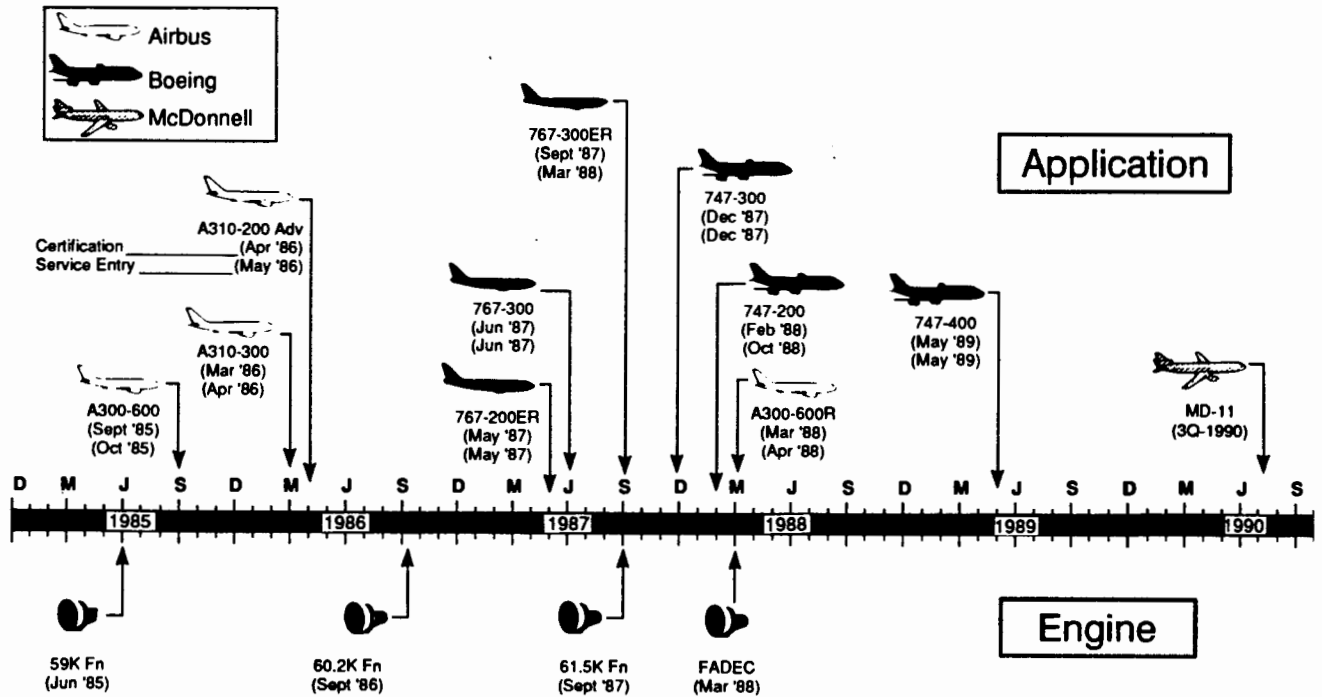 Airbus
Boeing
McDonnell
Application
767-300ER
(Sept '87)
(Mar '88)
747-300
(Dec '87)
(Dec '87)
A310-200 Adv
Certification ________ (Apr '86)
Service Entry ________ (May '86)
767-300
(Jun '87)
(Jun '87)
747-200
(Feb '88)
(Oct '88)
747-400
(May '89)
(May '89)
A310-300
(Mar '86)
(Apr '86)
A300-600
(Sept '85)
(Oct '85)
767-200ER
(May '87)
(May '87)
A300-600R
(Mar '88)
(Apr '88)
MD-11
(3Q-1990)
D M J S D M J S D M J S D M J S D M J S D M J S
1985 1986 1987 1988 1989 1990
Engine
59K Fn
(Jun '85)
60.2K Fn
(Sept '86)
61.5K Fn
(Sept '87)
FADEC
(Mar '88)